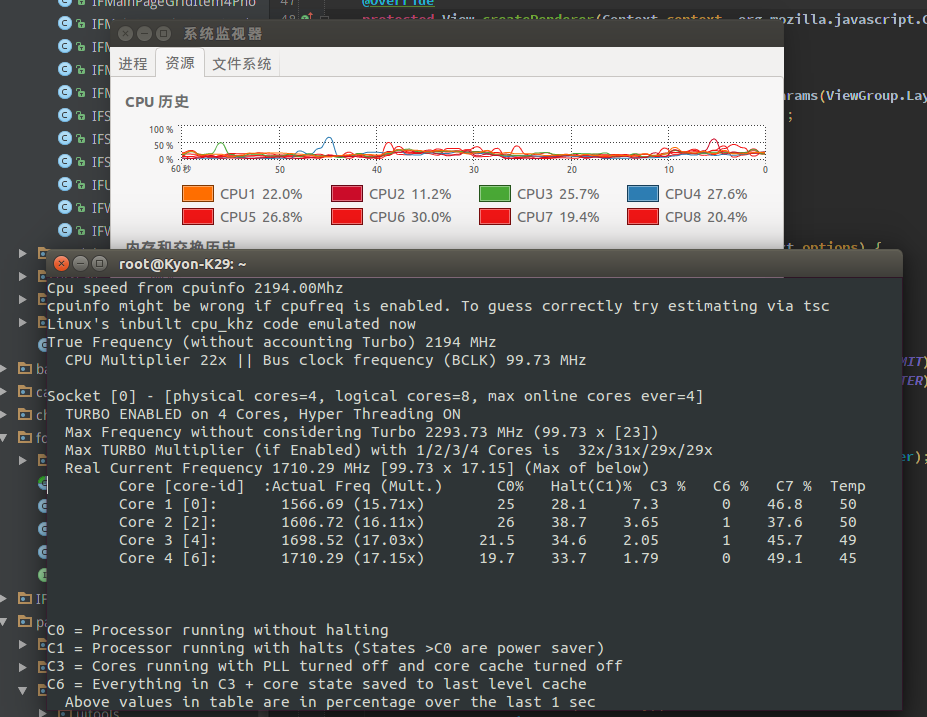 IFMainPageGridItem4Pho
47
@Override
48
protected View createRenderer(Context context, org.mozilla.javascript.
系统监视器
进程 资源 文件系统
CPU 历史
100 %
50 %
0 %
60 秒 50 40 30 20 10 0
CPU1 22.0% CPU2 11.2% CPU3 25.7% CPU4 27.6%
CPU5 26.8% CPU6 30.0% CPU7 19.4% CPU8 20.4%
内存和交换历史
IFM
IFM
IFM
IFM
IFS
IFS
IFS
IFU
IFV
rams(ViewGroup.Lay
;
options) {
MIT)
TER)
er);
ba
ca
ch
fo
IF
pa
root@Kyon-K29: ~
Cpu speed from cpuinfo 2194.00Mhz
cpuinfo might be wrong if cpufreq is enabled. To guess correctly try estimating via tsc
Linux's inbuilt cpu_khz code emulated now
True Frequency (without accounting Turbo) 2194 MHz
CPU Multiplier 22x || Bus clock frequency (BCLK) 99.73 MHz
Socket [0] - [physical cores=4, logical cores=8, max online cores ever=4]
TURBO ENABLED on 4 Cores, Hyper Threading ON
Max Frequency without considering Turbo 2293.73 MHz (99.73 x [23])
Max TURBO Multiplier (if Enabled) with 1/2/3/4 Cores is  32x/31x/29x/29x
Real Current Frequency 1710.29 MHz [99.73 x 17.15] (Max of below)
Core [core-id]  :Actual Freq (Mult.) C0% Halt(C1)% C3 % C6 % C7 % Temp
Core 1 [0]: 1566.69 (15.71x) 25 28.1 7.3 0 46.8 50
Core 2 [2]: 1606.72 (16.11x) 26 38.7 3.65 1 37.6 50
Core 3 [4]: 1698.52 (17.03x) 21.5 34.6 2.05 1 45.7 49
Core 4 [6]: 1710.29 (17.15x) 19.7 33.7 1.79 0 49.1 45
C0 = Processor running without halting
C1 = Processor running with halts (States >C0 are power saver)
C3 = Cores running with PLL turned off and core cache turned off
C6 = Everything in C3 + core state saved to last level cache
Above values in table are in percentage over the last 1 sec
uitools